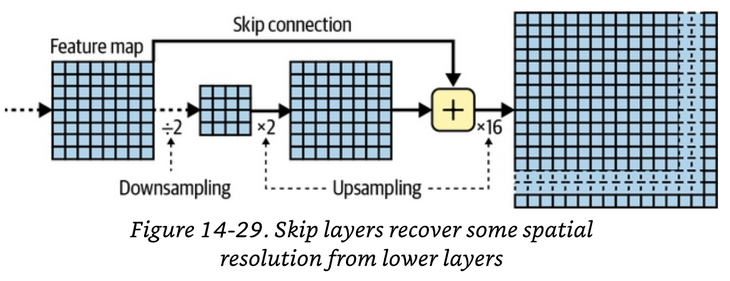 Skip connection
Feature map
+
÷2
×2
×16
Downsampling
Upsampling
Figure 14-29. Skip layers recover some spatial
resolution from lower layers